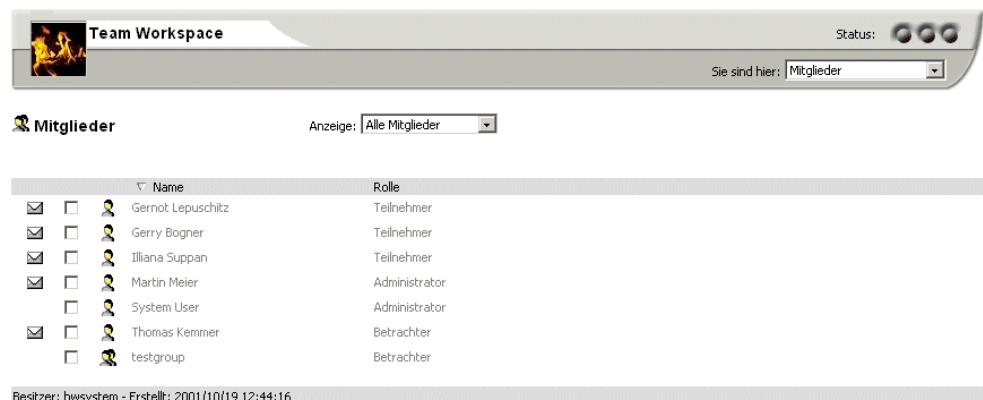 Team Workspace
Status:
Sie sind hier: Mitglieder
Mitglieder
Anzeige: Alle Mitglieder
Name Rolle
Gernot Lepuschitz Teilnehmer
Gerry Bogner Teilnehmer
Illiana Suppan Teilnehmer
Martin Meier Administrator
System User Administrator
Thomas Kemmer Betrachter
testgroup Betrachter
Besitzer: hwsystem - Erstellt: 2001/10/19 12:44:16